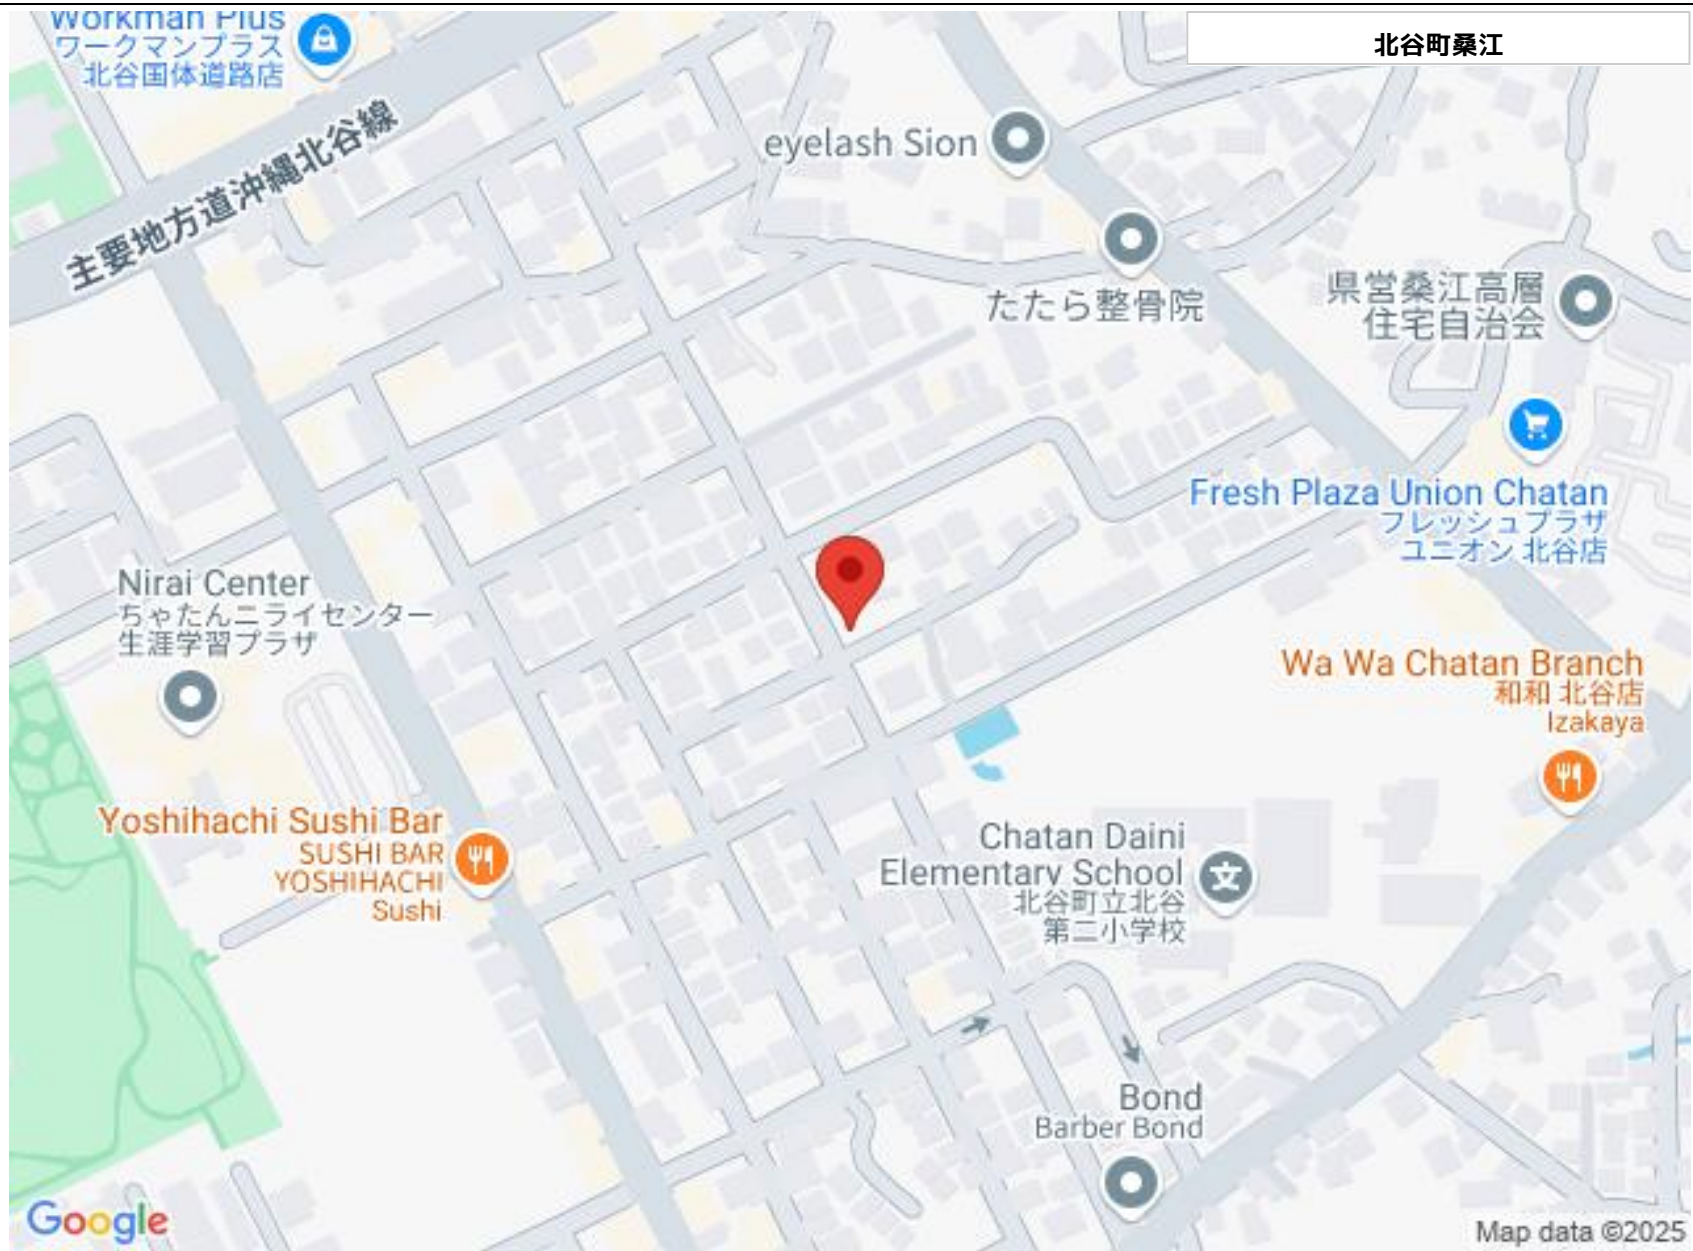 Workman Plus
ワークマンプラス
北谷国体道路店
北谷町桑江
主要地方道沖縄北谷線
eyelash Sion
たたら整骨院
県営桑江高層
住宅自治会
Fresh Plaza Union Chatan
フレッシュプラザ
ユニオン 北谷店
Nirai Center
ちゃたんニライセンター
生涯学習プラザ
Wa Wa Chatan Branch
和和 北谷店
Izakaya
Yoshihachi Sushi Bar
SUSHI BAR
YOSHIHACHI
Sushi
Chatan Daini
Elementary School
北谷町立北谷
第二小学校
文
Bond
Barber Bond
Google
Map data ©2025